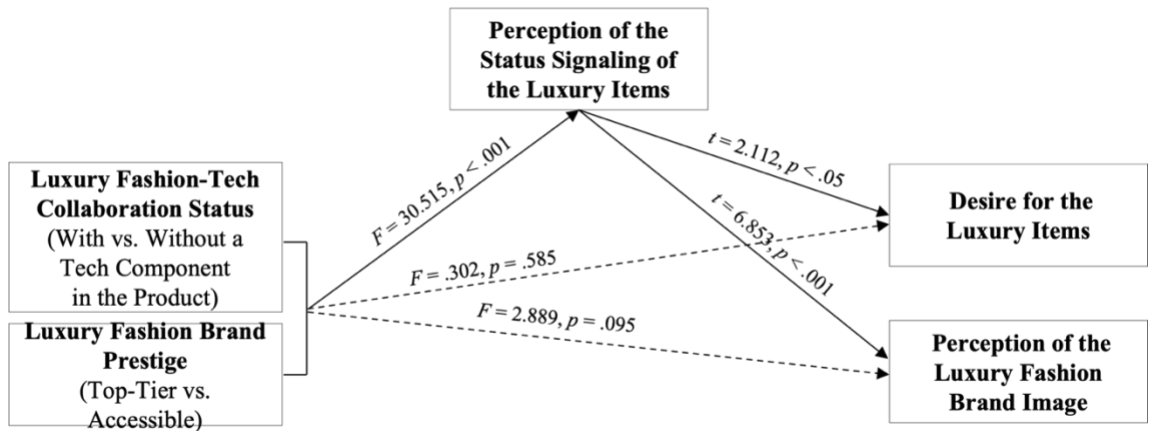 Perception of the
Status Signaling of
the Luxury Items
F = 30.515, p < .001
t = 2.112, p < .05
t = 6.853, p < .001
Luxury Fashion-Tech
Collaboration Status
(With vs. Without a
Tech Component
in the Product)
Desire for the
Luxury Items
F = .302, p = .585
F = 2.889, p = .095
Luxury Fashion Brand
Prestige
(Top-Tier vs.
Accessible)
Perception of the
Luxury Fashion
Brand Image